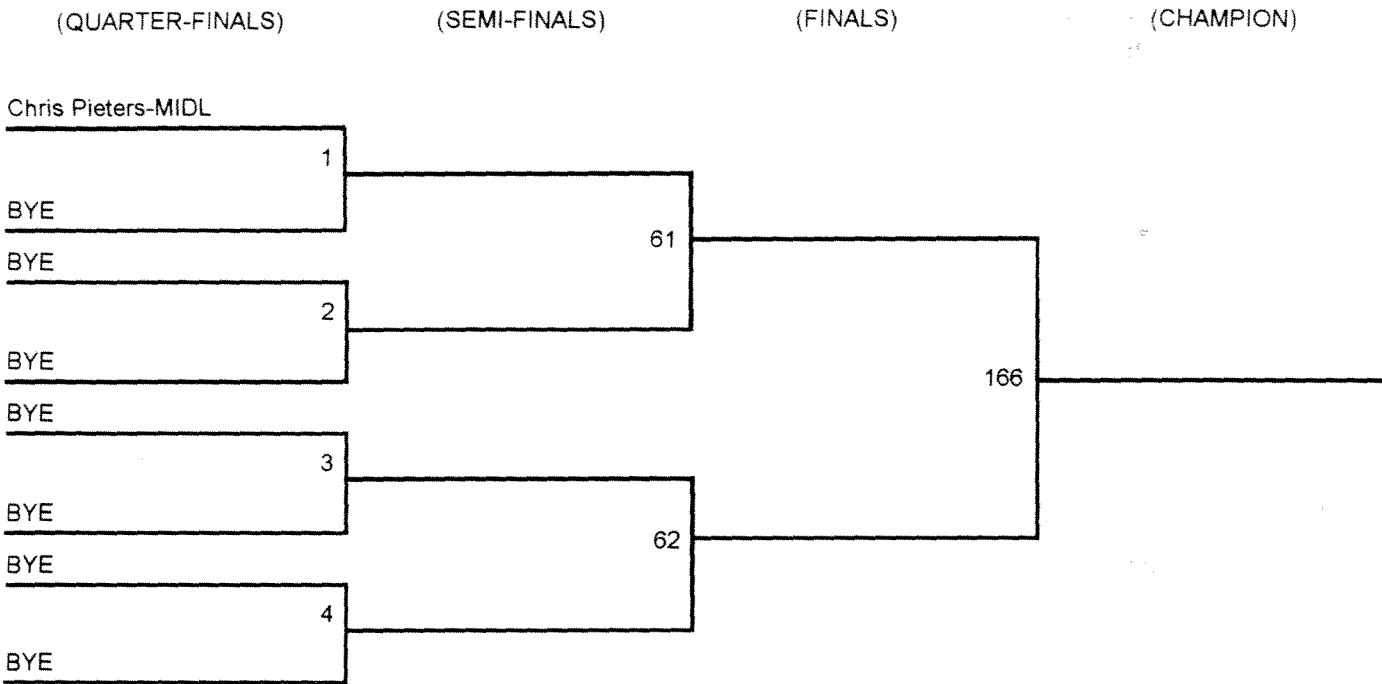 (QUARTER-FINALS) (SEMI-FINALS) (FINALS) (CHAMPION)
Chris Pieters-MIDL
1
BYE
61
BYE
2
BYE
166
BYE
3
BYE
62
BYE
4
BYE